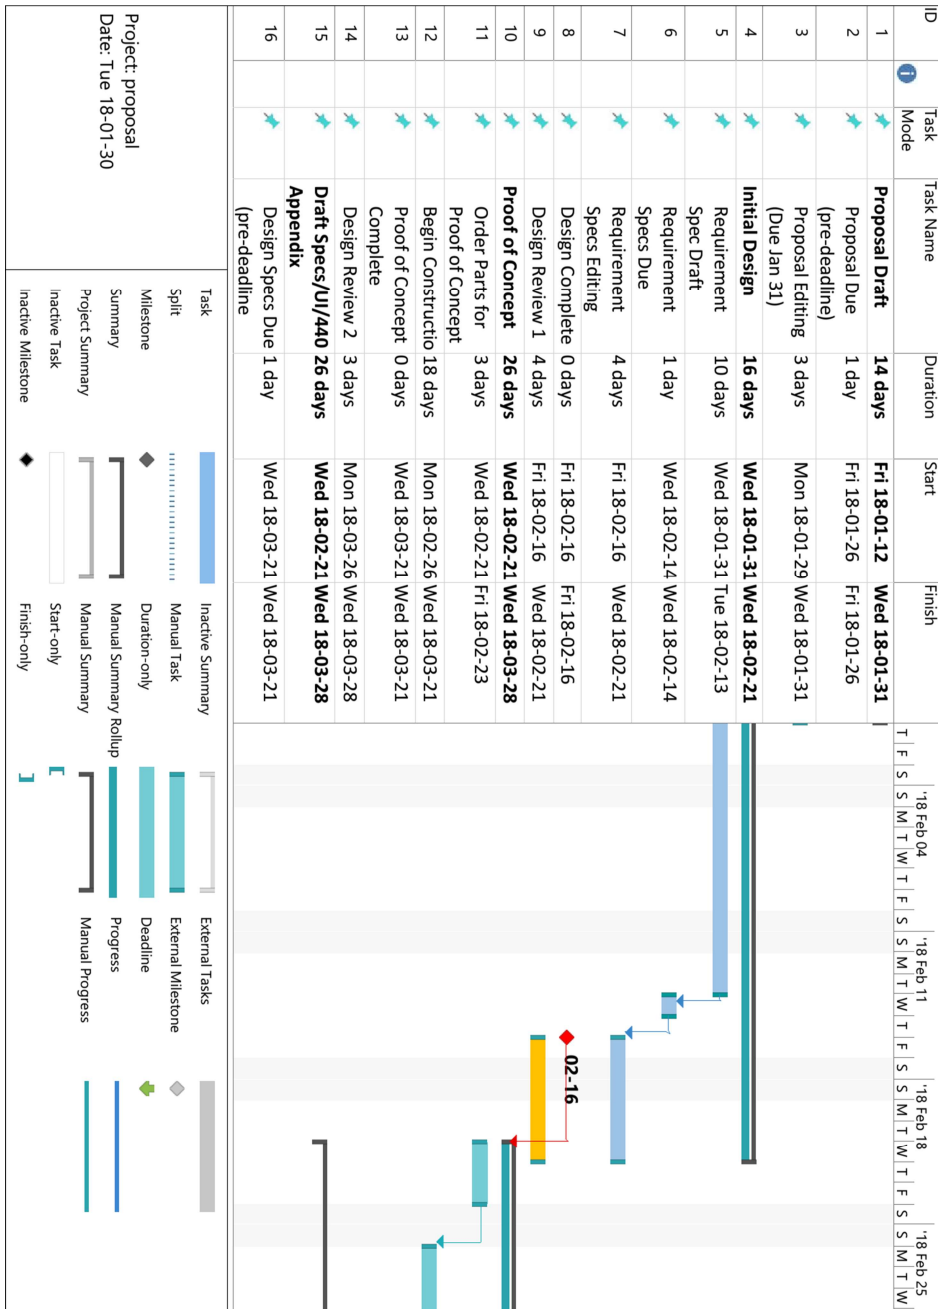 ID Task Mode Task Name Duration Start Finish
'18 Feb 04 '18 Feb 11 '18 Feb 18 '18 Feb 25
T F S S M T W T F S S M T W T F S S M T W T F S S M T W
1 Proposal Draft 14 days Fri 18-01-12 Wed 18-01-31
2 Proposal Due 1 day Fri 18-01-26 Fri 18-01-26
(pre-deadline)
3 Proposal Editing 3 days Mon 18-01-29 Wed 18-01-31
(Due Jan 31)
4 Initial Design 16 days Wed 18-01-31 Wed 18-02-21
5 Requirement 10 days Wed 18-01-31 Tue 18-02-13
Spec Draft
6 Requirement 1 day Wed 18-02-14 Wed 18-02-14
Specs Due
7 Requirement 4 days Fri 18-02-16 Wed 18-02-21
Specs Editing
8 Design Complete 0 days Fri 18-02-16 Fri 18-02-16 02-16
9 Design Review 1 4 days Fri 18-02-16 Wed 18-02-21
10 Proof of Concept 26 days Wed 18-02-21 Wed 18-03-28
11 Order Parts for 3 days Wed 18-02-21 Fri 18-02-23
Proof of Concept
12 Begin Constructio 18 days Mon 18-02-26 Wed 18-03-21
13 Proof of Concept 0 days Wed 18-03-21 Wed 18-03-21
Complete
14 Design Review 2 3 days Mon 18-03-26 Wed 18-03-28
15 Draft Specs/UI/440 26 days Wed 18-02-21 Wed 18-03-28
Appendix
16 Design Specs Due 1 day Wed 18-03-21 Wed 18-03-21
(pre-deadline
Project: proposal
Date: Tue 18-01-30
Task Inactive Summary External Tasks
Split Manual Task External Milestone
Milestone Duration-only Deadline
Summary Manual Summary Rollup Progress
Project Summary Manual Summary Manual Progress
Inactive Task Start-only
Inactive Milestone Finish-only